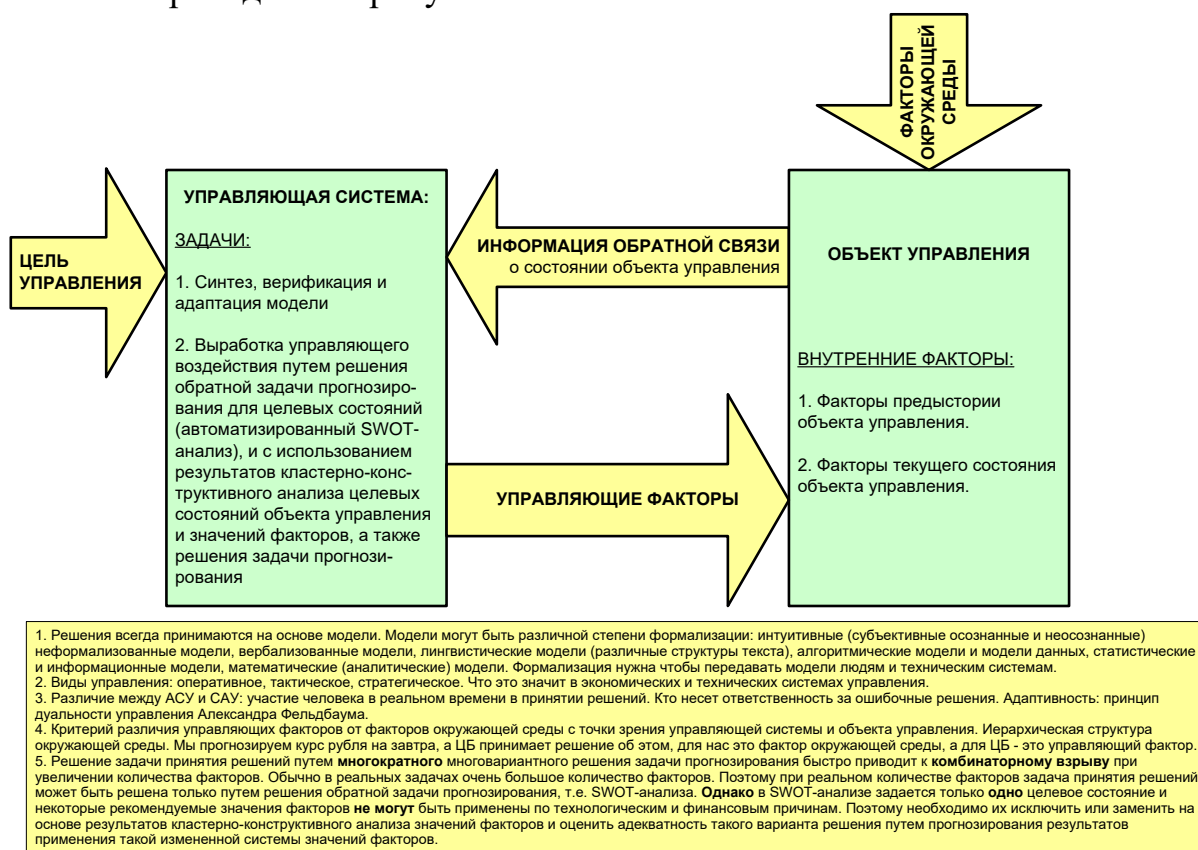 ФАКТОРЫ
ОКРУЖАЮЩЕЙ
СРЕДЫ
ЦЕЛЬ
УПРАВЛЕНИЯ
УПРАВЛЯЮЩАЯ СИСТЕМА:
ЗАДАЧИ:
1. Синтез, верификация и
адаптация модели
2. Выработка управляющего
воздействия путем решения
обратной задачи прогнозиро-
вания для целевых состояний
(автоматизированный SWOT-
анализ), и с использованием
результатов кластерно-конс-
труктивного анализа целевых
состояний объекта управления
и значений факторов, а также
решения задачи прогнози-
рования
ИНФОРМАЦИЯ ОБРАТНОЙ СВЯЗИ
о состоянии объекта управления
УПРАВЛЯЮЩИЕ ФАКТОРЫ
ОБЪЕКТ УПРАВЛЕНИЯ
ВНУТРЕННИЕ ФАКТОРЫ:
1. Факторы предыстории
объекта управления.
2. Факторы текущего состояния
объекта управления.
1. Решения всегда принимаются на основе модели. Модели могут быть различной степени формализации: интуитивные (субъективные осознанные и неосознанные)
неформализованные модели, вербализованные модели, лингвистические модели (различные структуры текста), алгоритмические модели и модели данных, статистические
и информационные модели, математические (аналитические) модели. Формализация нужна чтобы передавать модели людям и техническим системам.
2. Виды управления: оперативное, тактическое, стратегическое. Что это значит в экономических и технических системах управления.
3. Различие между АСУ и САУ: участие человека в реальном времени в принятии решений. Кто несет ответственность за ошибочные решения. Адаптивность: принцип
дуальности управления Александра Фельдбаума.
4. Критерий различия управляющих факторов от факторов окружающей среды с точки зрения управляющей системы и объекта управления. Иерархическая структура
окружающей среды. Мы прогнозируем курс рубля на завтра, а ЦБ принимает решение об этом, для нас это фактор окружающей среды, а для ЦБ - это управляющий фактор.
5. Решение задачи принятия решений путем многократного многовариантного решения задачи прогнозирования быстро приводит к комбинаторному взрыву при
увеличении количества факторов. Обычно в реальных задачах очень большое количество факторов. Поэтому при реальном количестве факторов задача принятия решений
может быть решена только путем решения обратной задачи прогнозирования, т.е. SWOT-анализа. Однако в SWOT-анализе задается только одно целевое состояние и
некоторые рекомендуемые значения факторов не могут быть применены по технологическим и финансовым причинам. Поэтому необходимо их исключить или заменить на
основе результатов кластерно-конструктивного анализа значений факторов и оценить адекватность такого варианта решения путем прогнозирования результатов
применения такой измененной системы значений факторов.